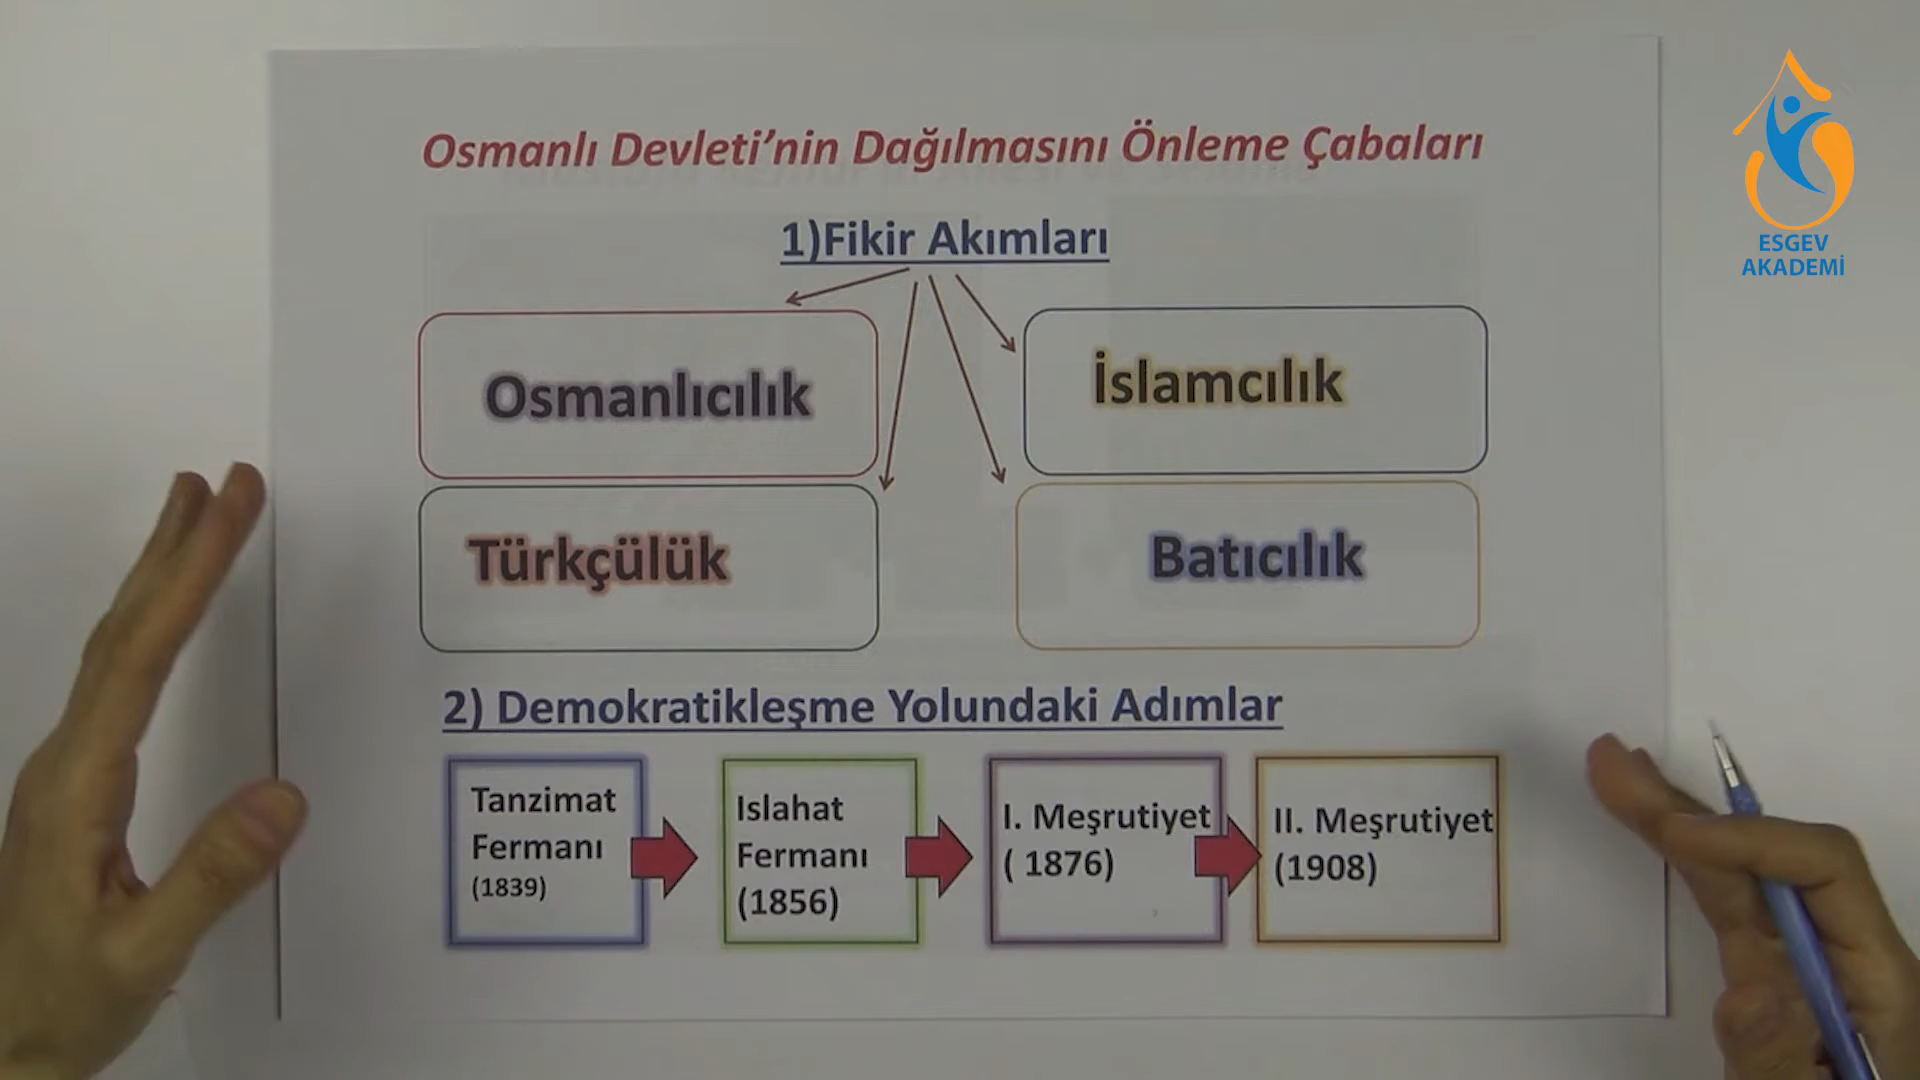 Osmanlı Devleti’nin Dağılmasını Önleme Çabaları
1)Fikir Akımları
Osmanlıcılık
İslamcılık
Türkçülük
Batıcılık
2) Demokratikleşme Yolundaki Adımlar
Tanzimat
Fermanı
(1839)
Islahat
Fermanı
(1856)
I. Meşrutiyet
( 1876)
II. Meşrutiyet
(1908)
ESGEV
AKADEMİ